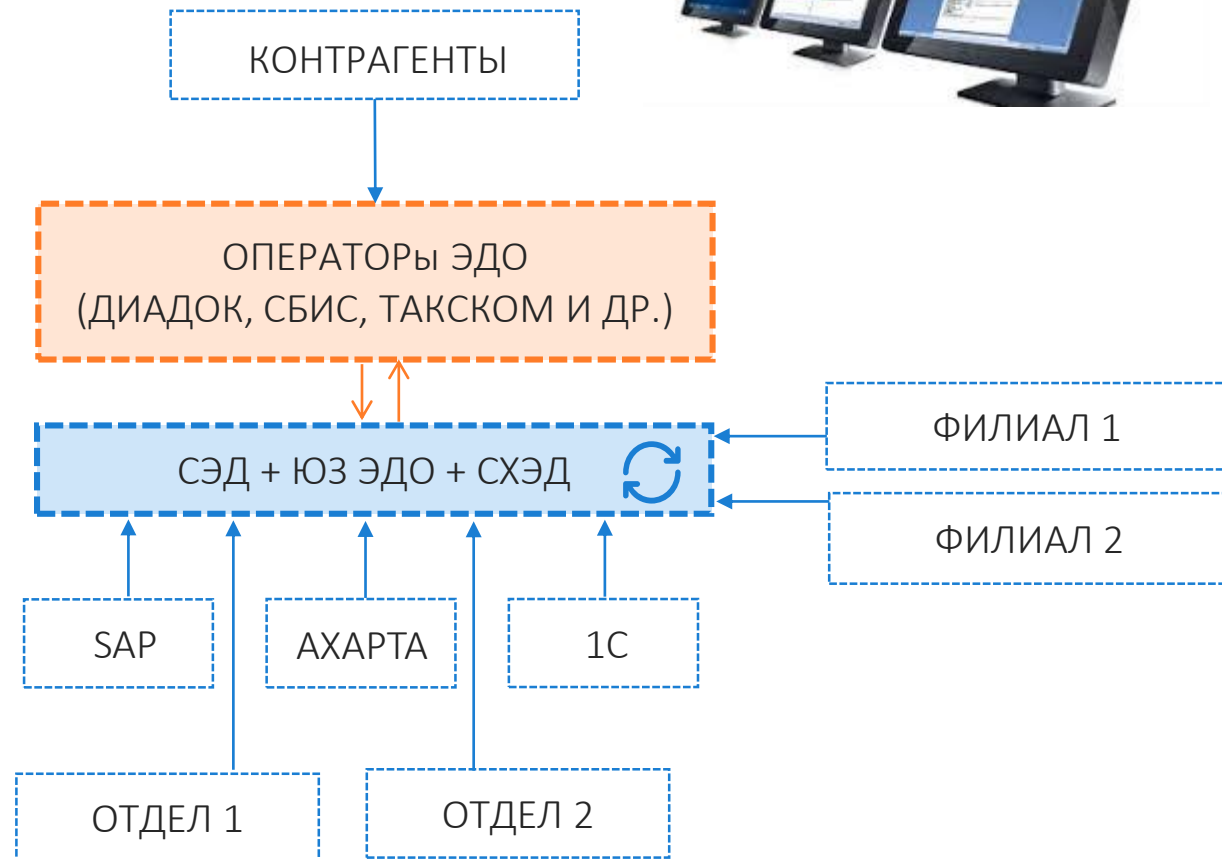 КОНТРАГЕНТЫ
ОПЕРАТОРы ЭДО
(ДИАДОК, СБИС, ТАКСКОМ И ДР.)
СЭД + ЮЗ ЭДО + СХЭД
ФИЛИАЛ 1
ФИЛИАЛ 2
SAP
АХАРТА
1С
ОТДЕЛ 1
ОТДЕЛ 2